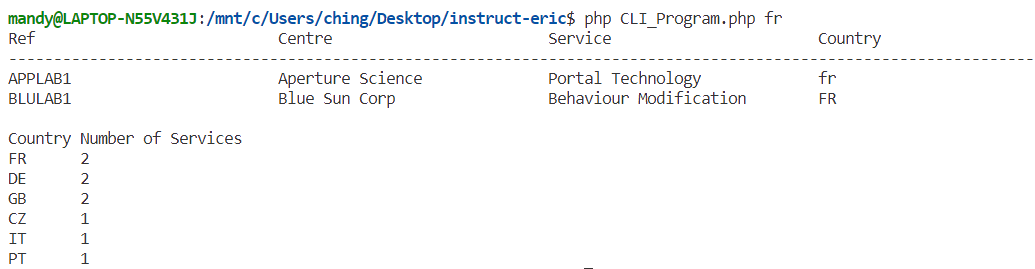 mandy@LAPTOP-N55V431J:/mnt/c/Users/ching/Desktop/instruct-eric$ php CLI_Program.php fr
Ref Centre Service Country
------------------------------------------------------------------------------------------------------------------
APPLAB1 Aperture Science Portal Technology fr
BLULAB1 Blue Sun Corp Behaviour Modification FR
Country Number of Services
FR 2
DE 2
GB 2
CZ 1
IT 1
PT 1